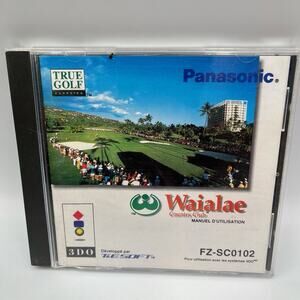 TRUE
GOLF
CLASSICS
Panasonic®
Waialae
Country Club
MANUEL D'UTILISATION
3DO
Développé par
T&E SOFT
FZ-SC0102
Pour utilisation avec les systèmes 3DO™